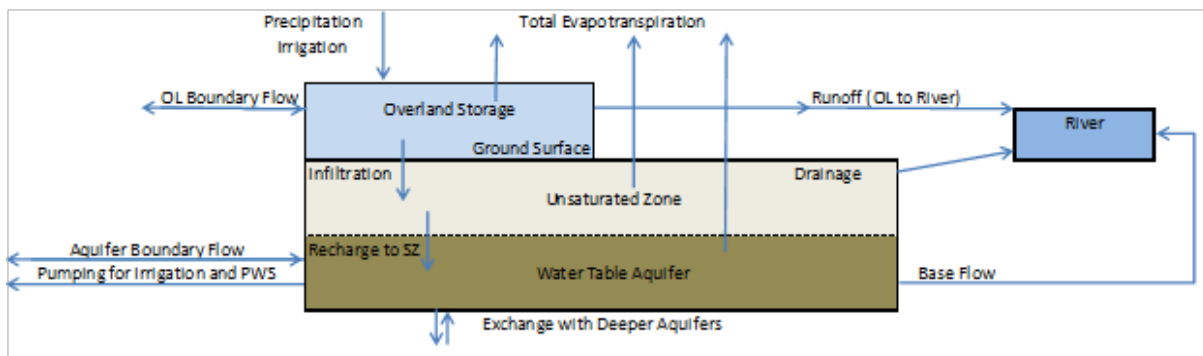 Precipitation
Irrigation
Total Evapotranspiration
OL Boundary Flow
Overland Storage
Runoff (OL to River)
River
Ground Surface
Infiltration
Drainage
Unsaturated Zone
Aquifer Boundary Flow
Recharge to SZ
Pumping for Irrigation and PWS
Water Table Aquifer
Base Flow
Exchange with Deeper Aquifers